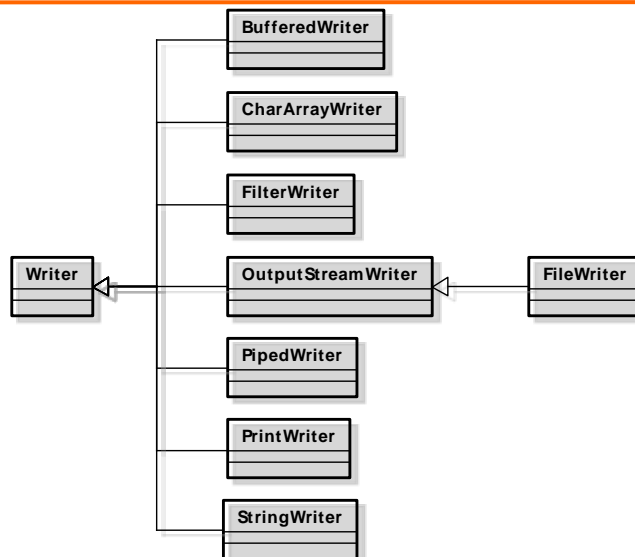 BufferedWriter
CharArrayWriter
FilterWriter
Writer
OutputStreamWriter
FileWriter
PipedWriter
PrintWriter
StringWriter